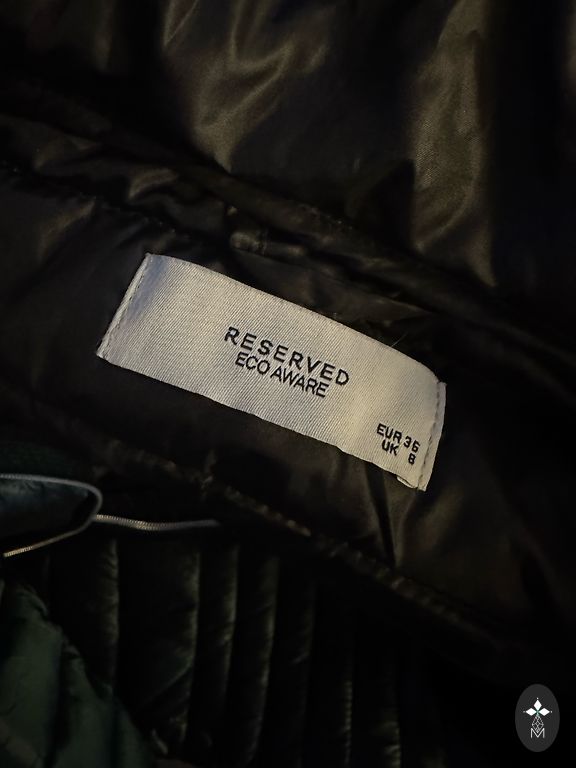 RESERVED
ECO AWARE
EUR 36
UK 8